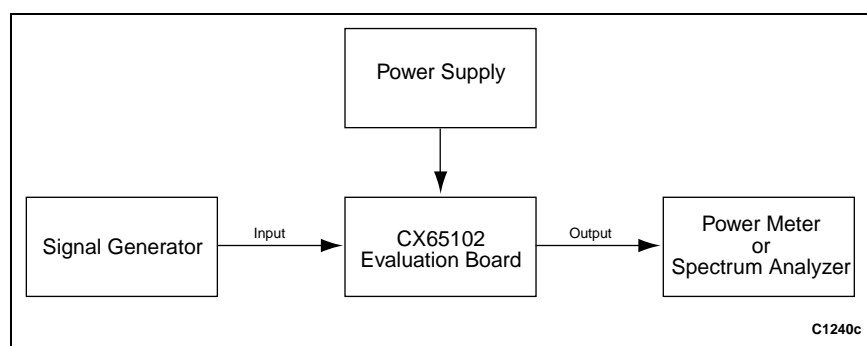 Power Supply
Signal Generator
Input
CX65102
Evaluation Board
Output
Power Meter
or
Spectrum Analyzer
C1240c